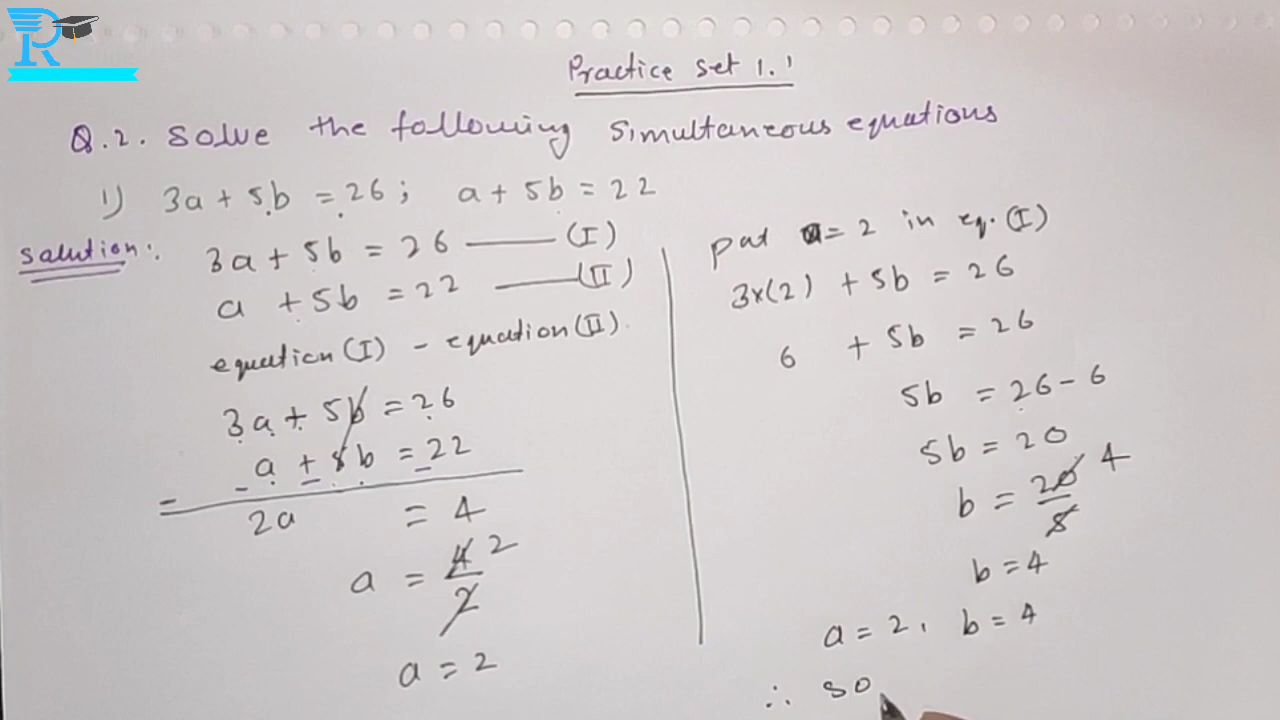 Practice Set 1.1
Q.2. Solve the following Simultaneous equations
1) 3a + 5b = 26 ; a + 5b = 22
Solution:
3a + 5b = 26 —— (I)
a + 5b = 22 —— (II)
equation (I) - equation (II).
3a + 5b = 26
a + 5b = 22
- - -
2a = 4
a = 4/2 2
a = 2
put a = 2 in eq. (I)
3x(2) + 5b = 26
6 + 5b = 26
5b = 26 - 6
5b = 20
b = 20/5 4
b = 4
a = 2, b = 4
∴ so